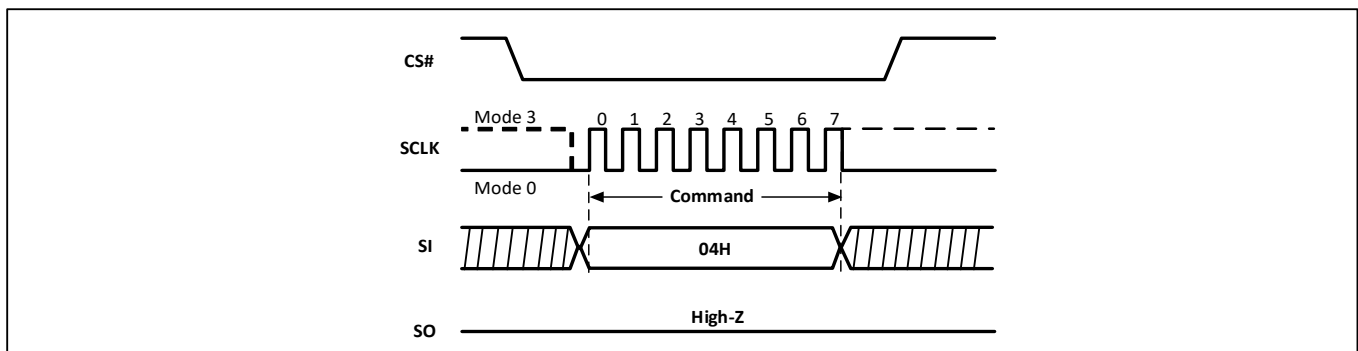 CS#
Mode 3
0 1 2 3 4 5 6 7
SCLK
Mode 0
Command
SI
04H
High-Z
SO